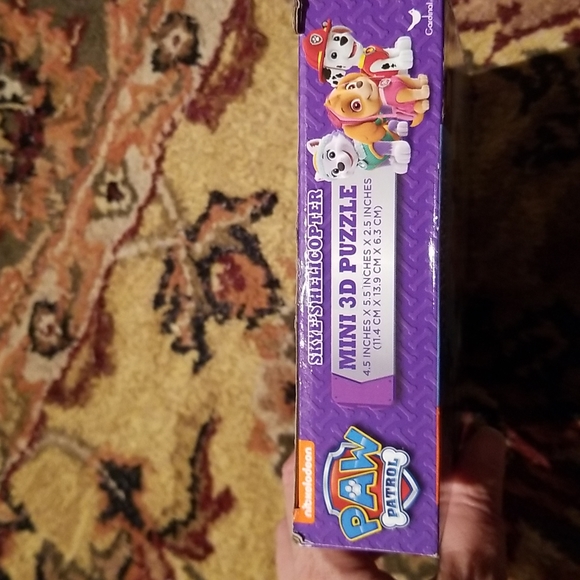 nickelodeon
PAW
PATROL
SKYE'S HELICOPTER
MINI 3D PUZZLE
4.5 INCHES X 5.5 INCHES X 2.5 INCHES
(11.4 CM X 13.9 CM X 6.3 CM)
Cardinal